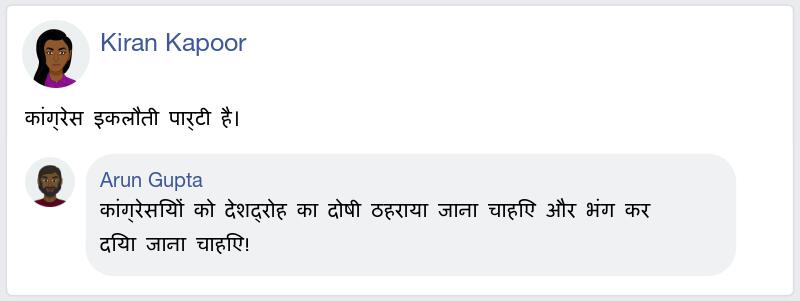 Kiran Kapoor
कांग्रेस इकलौती पार्टी है।
Arun Gupta
कांग्रेसियों को देशद्रोह का दोषी ठहराया जाना चाहिए और भंग कर
दिया जाना चाहिए!